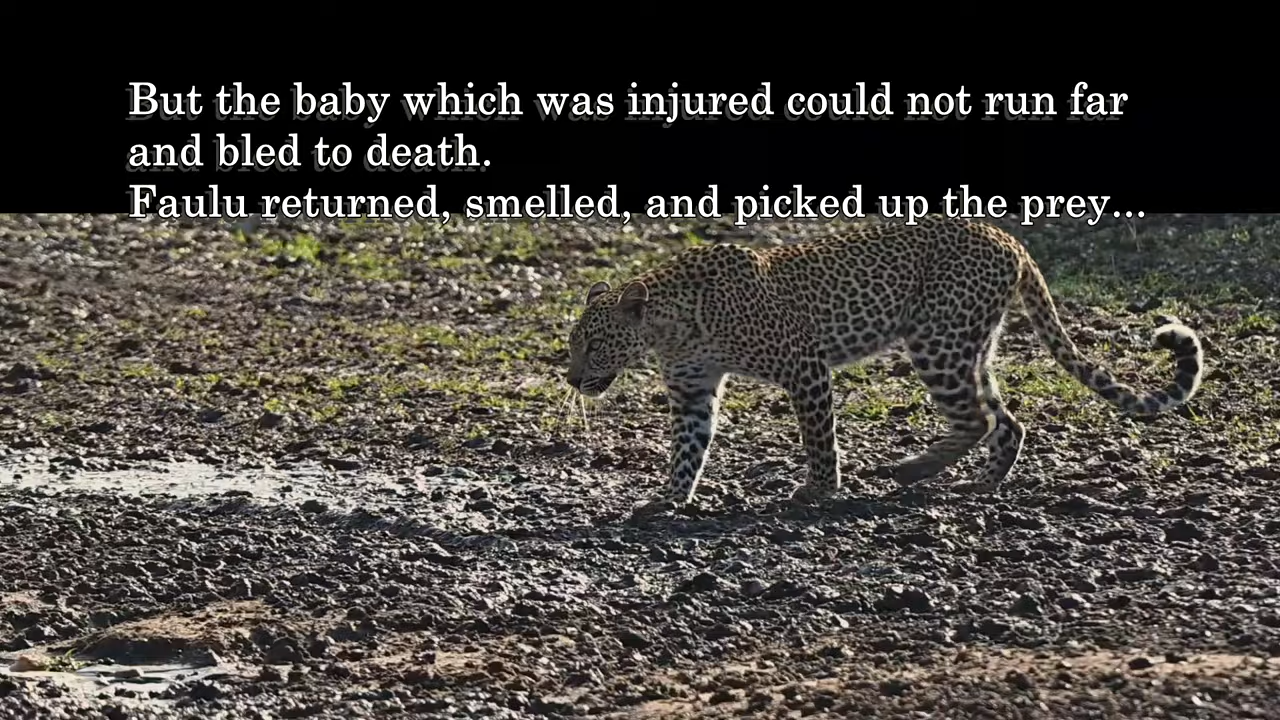 But the baby which was injured could not run far
and bled to death.
Faulu returned, smelled, and picked up the prey...